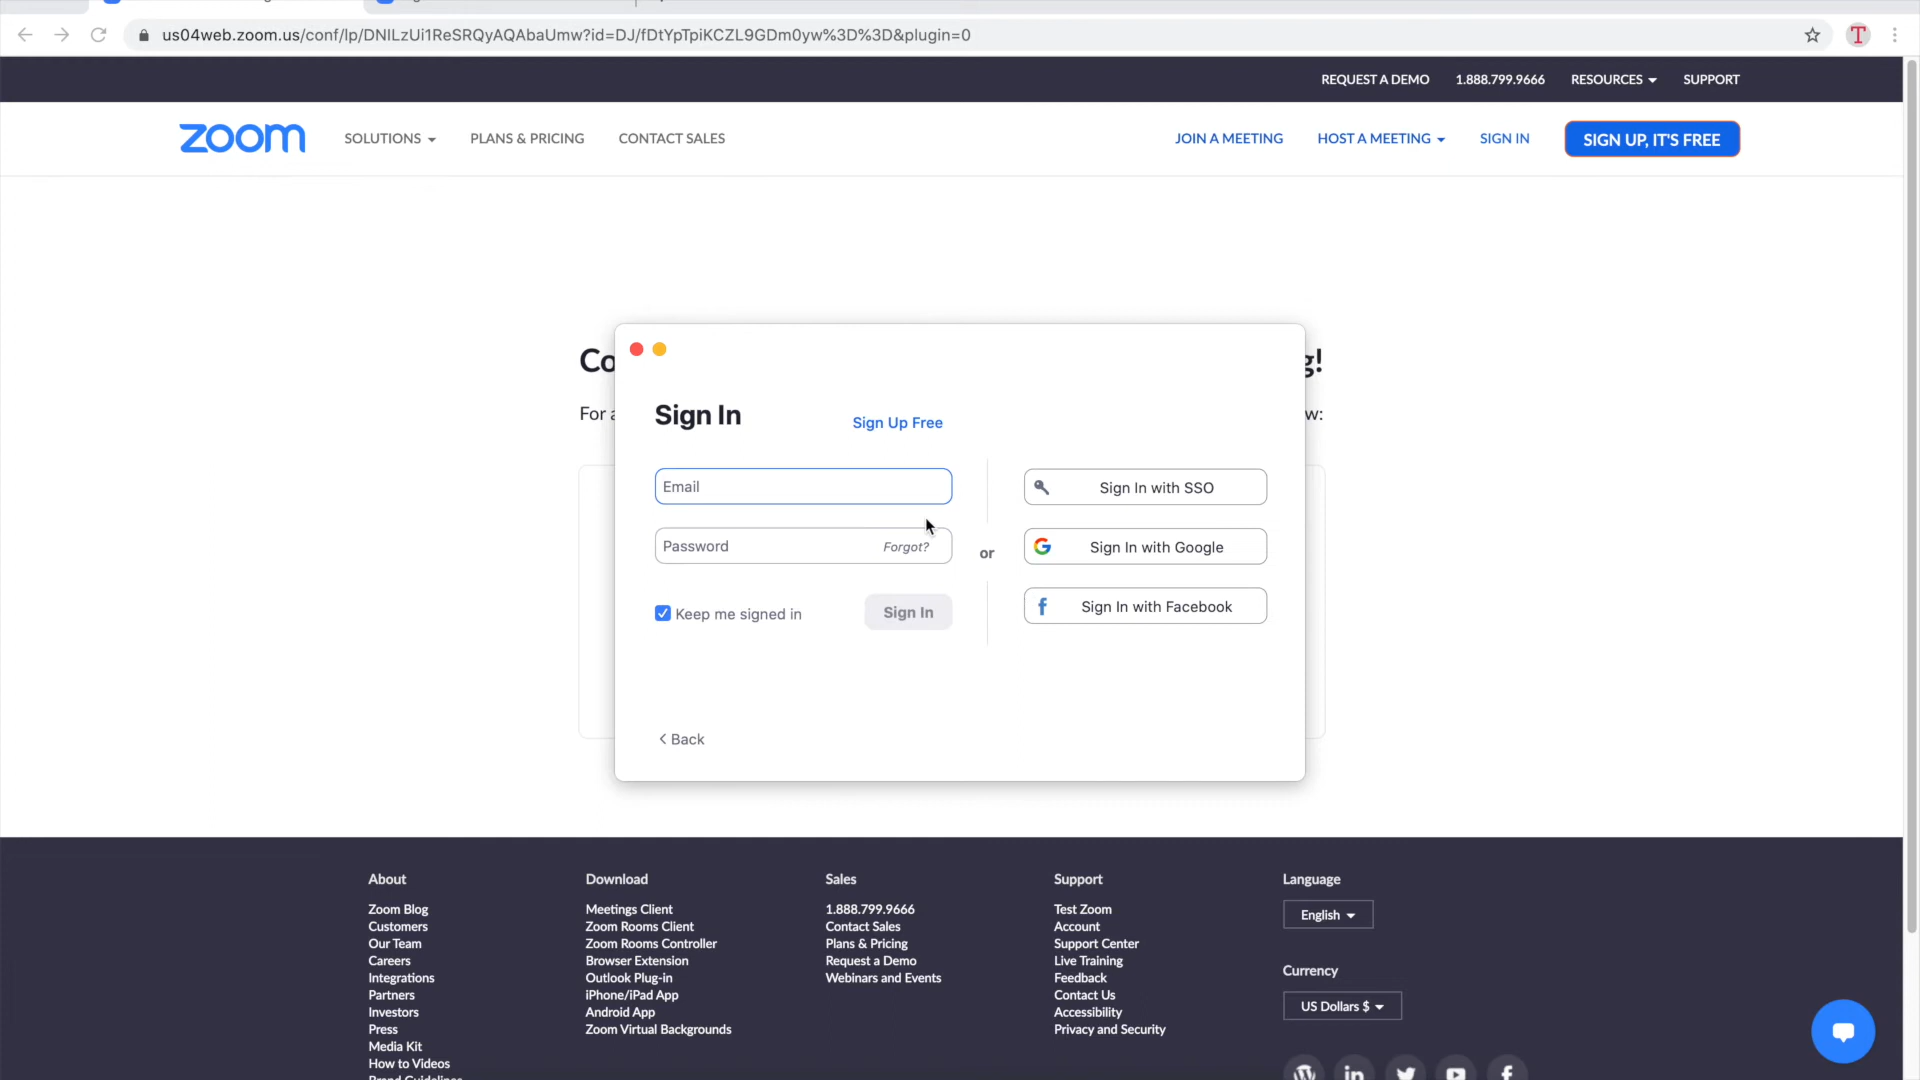 us04web.zoom.us/conf/lp/DNILzUi1ReSRQyAQAbaUmw?id=DJ/fDtYpTpiKCZL9GDm0yw%3D%3D&plugin=0
T
REQUEST A DEMO 1.888.799.9666 RESOURCES SUPPORT
zoom SOLUTIONS PLANS & PRICING CONTACT SALES JOIN A MEETING HOST A MEETING SIGN IN SIGN UP, IT'S FREE
Co g!
For a w:
Sign In Sign Up Free
Email
Password Forgot?
Keep me signed in Sign In
or
Sign In with SSO
Sign In with Google
Sign In with Facebook
Back
About
Zoom Blog
Customers
Our Team
Careers
Integrations
Partners
Investors
Press
Media Kit
How to Videos
Brand Guidelines
Download
Meetings Client
Zoom Rooms Client
Zoom Rooms Controller
Browser Extension
Outlook Plug-in
iPhone/iPad App
Android App
Zoom Virtual Backgrounds
Sales
1.888.799.9666
Contact Sales
Plans & Pricing
Request a Demo
Webinars and Events
Support
Test Zoom
Account
Support Center
Live Training
Feedback
Contact Us
Accessibility
Privacy and Security
Language
English
Currency
US Dollars $